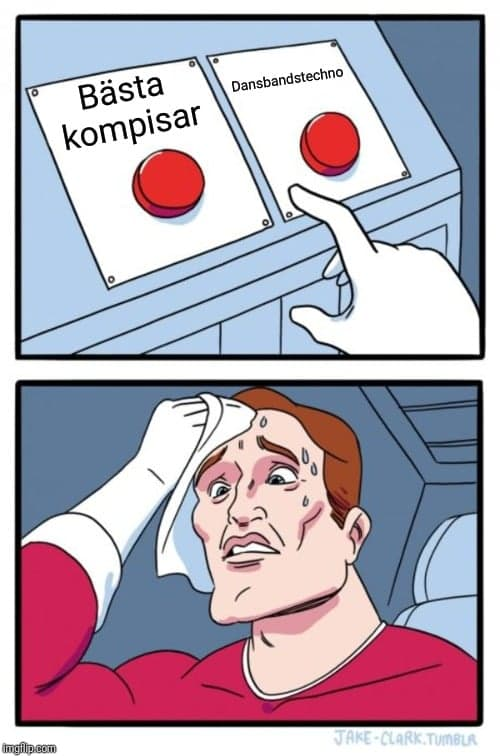 Bästa
kompisar
Dansbandstechno
JAKE-CLARK.TUMBLR
imgflip.com